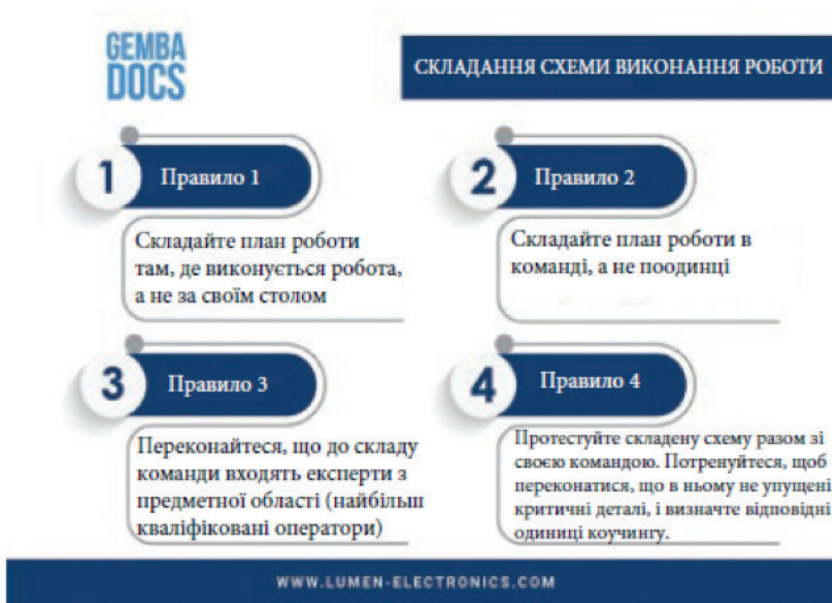 GEMBA
DOCS
СКЛАДАННЯ СХЕМИ ВИКОНАННЯ РОБОТИ
1
Правило 1
Складайте план роботи
там, де виконується робота,
а не за своїм столом
2
Правило 2
Складайте план роботи в
команді, а не поодинці
3
Правило 3
Переконайтеся, що до складу
команди входять експерти з
предметної області (найбільш
кваліфіковані оператори)
4
Правило 4
Протестуйте складену схему разом зі
своєю командою. Потренуйтеся, щоб
переконатися, що в ньому не упущені
критичні деталі, і визначте відповідні
одиниці коучингу.
WWW.LUMEN-ELECTRONICS.COM